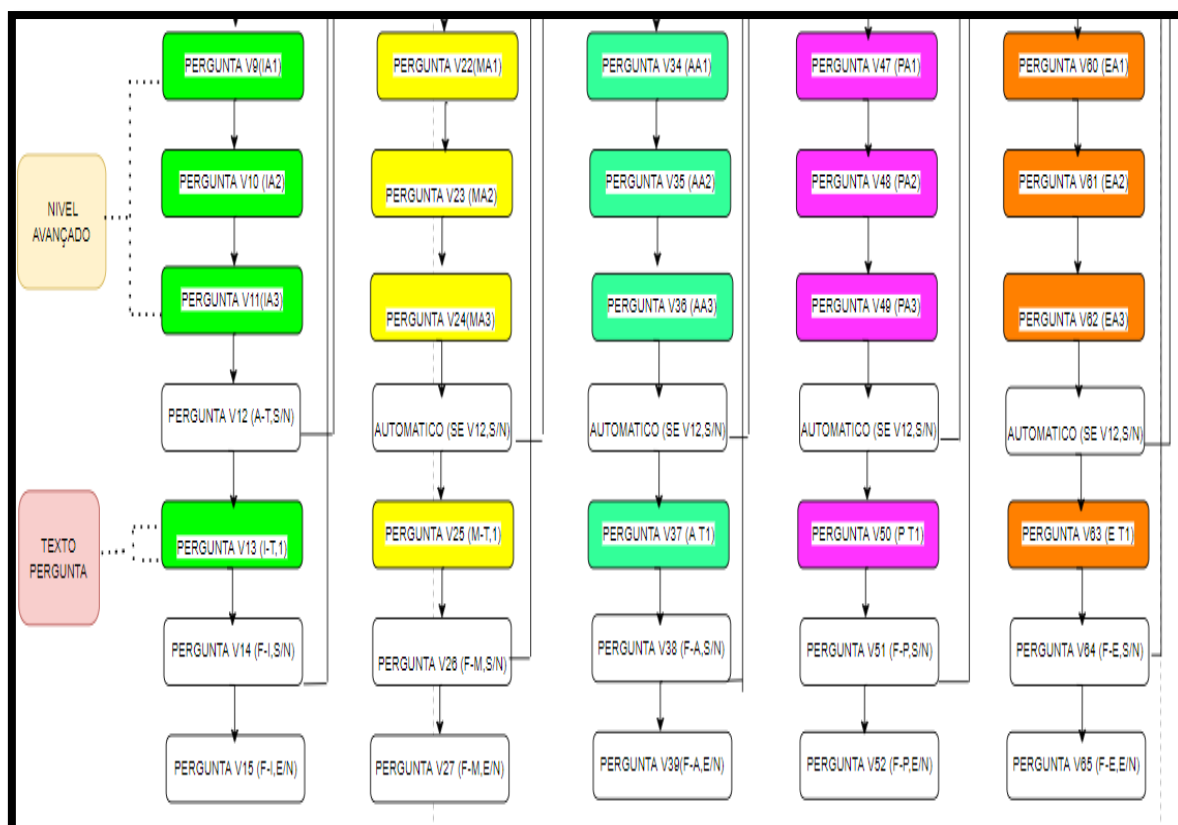 PERGUNTA V9(IA1)
PERGUNTA V22(MA1)
PERGUNTA V34 (AA1)
PERGUNTA V47 (PA1)
PERGUNTA V60 (EA1)
NIVEL
AVANÇADO
PERGUNTA V10 (IA2)
PERGUNTA V23 (MA2)
PERGUNTA V35 (AA2)
PERGUNTA V48 (PA2)
PERGUNTA V61 (EA2)
PERGUNTA V11(IA3)
PERGUNTA V24(MA3)
PERGUNTA V36 (AA3)
PERGUNTA V49 (PA3)
PERGUNTA V62 (EA3)
PERGUNTA V12 (A-T,S/N)
AUTOMATICO (SE V12,S/N)
AUTOMATICO (SE V12,S/N)
AUTOMATICO (SE V12,S/N)
AUTOMATICO (SE V12,S/N)
TEXTO
PERGUNTA
PERGUNTA V13 (I-T,1)
PERGUNTA V25 (M-T,1)
PERGUNTA V37 (A T1)
PERGUNTA V50 (P T1)
PERGUNTA V63 (E T1)
PERGUNTA V14 (F-I,S/N)
PERGUNTA V26 (F-M,S/N)
PERGUNTA V38 (F-A,S/N)
PERGUNTA V51 (F-P,S/N)
PERGUNTA V64 (F-E,S/N)
PERGUNTA V15 (F-I,E/N)
PERGUNTA V27 (F-M,E/N)
PERGUNTA V39(F-A,E/N)
PERGUNTA V52 (F-P,E/N)
PERGUNTA V65 (F-E,E/N)